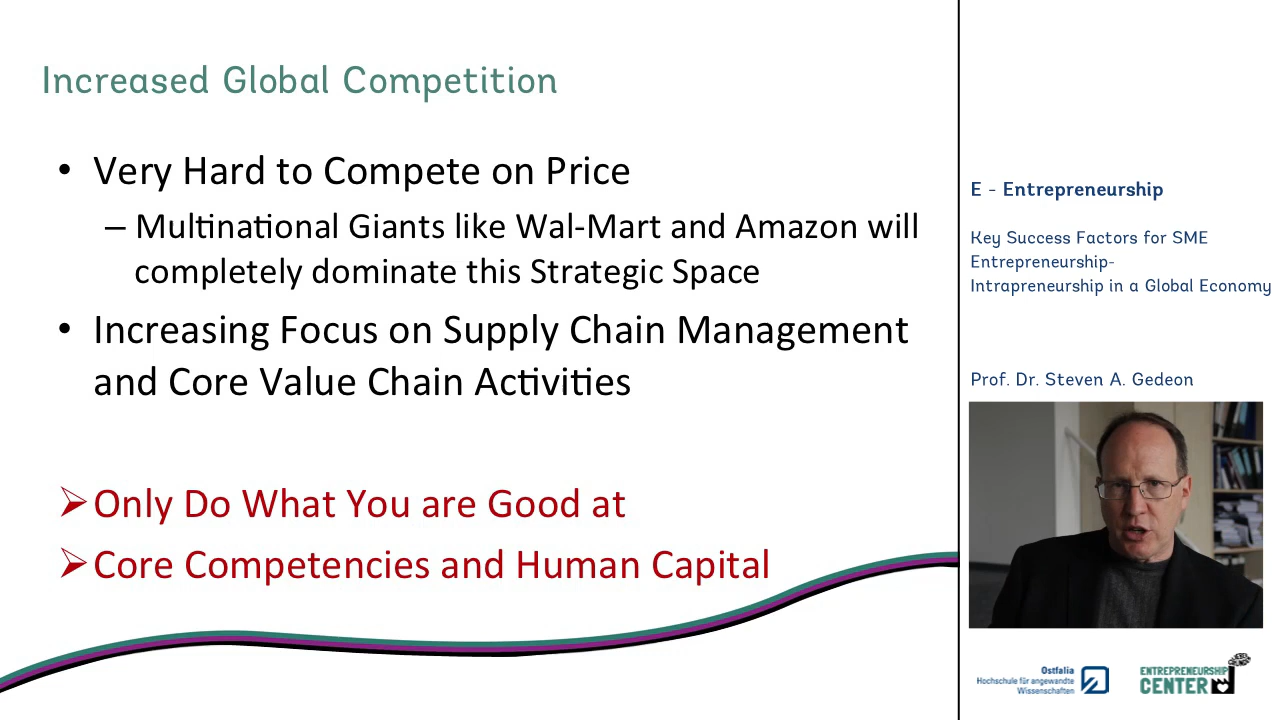 Increased Global Competition
• Very Hard to Compete on Price
– Multinational Giants like Wal-Mart and Amazon will
completely dominate this Strategic Space
• Increasing Focus on Supply Chain Management
and Core Value Chain Activities
➢ Only Do What You are Good at
➢ Core Competencies and Human Capital
E - Entrepreneurship
Key Success Factors for SME
Entrepreneurship-
Intrapreneurship in a Global Economy
Prof. Dr. Steven A. Gedeon
Ostfalia
Hochschule für angewandte
Wissenschaften
ENTREPRENEURSHIP
CENTER